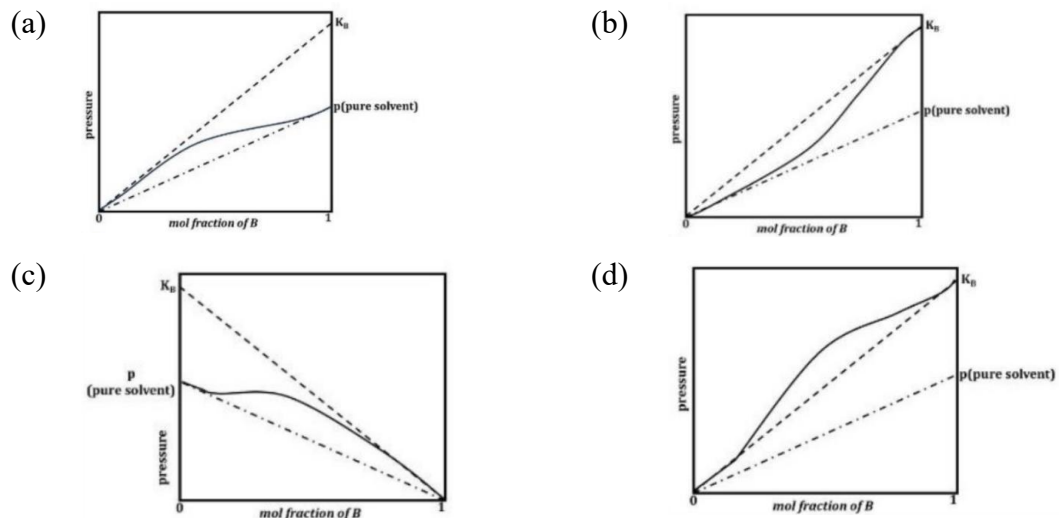 (a)
K_B
pressure
p(pure solvent)
0
1
mol fraction of B
(b)
K_B
pressure
p(pure solvent)
0
1
mol fraction of B
(c)
K_B
p
(pure solvent)
pressure
0
1
mol fraction of B
(d)
K_B
pressure
p(pure solvent)
0
1
mol fraction of B